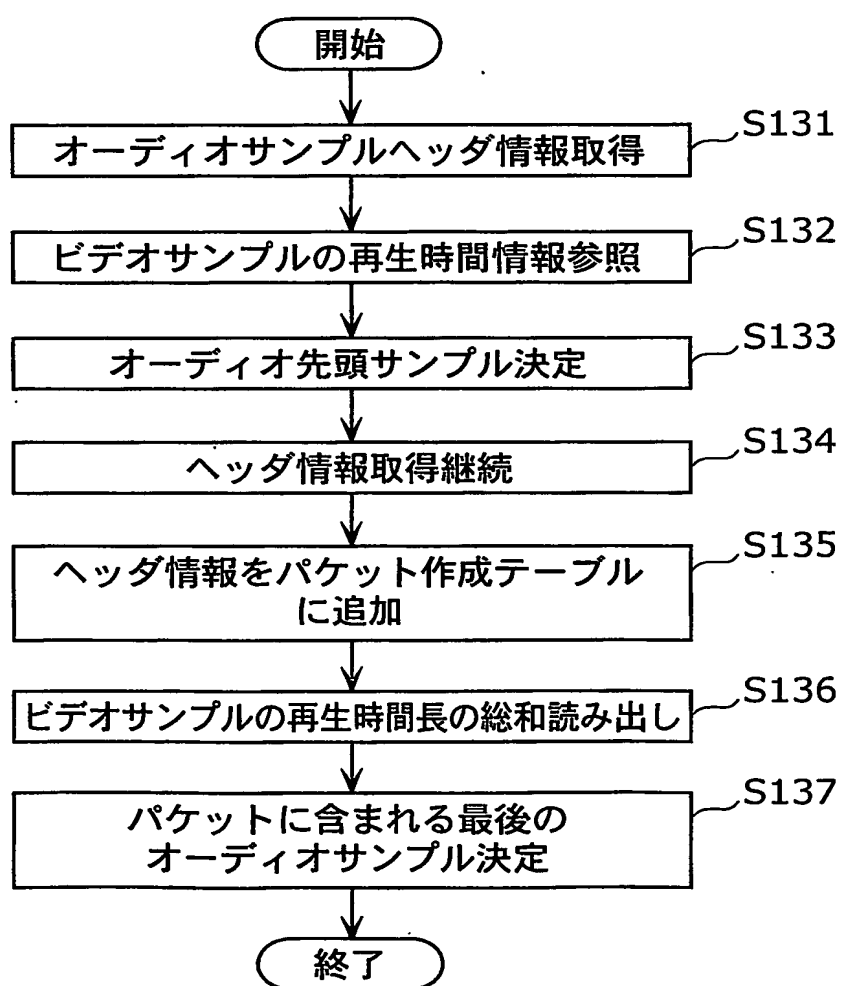 開始
オーディオサンプルヘッダ情報取得
S131
ビデオサンプルの再生時間情報参照
S132
オーディオ先頭サンプル決定
S133
ヘッダ情報取得継続
S134
ヘッダ情報をパケット作成テーブル
に追加
S135
ビデオサンプルの再生時間長の総和読み出し
S136
パケットに含まれる最後の
オーディオサンプル決定
S137
終了